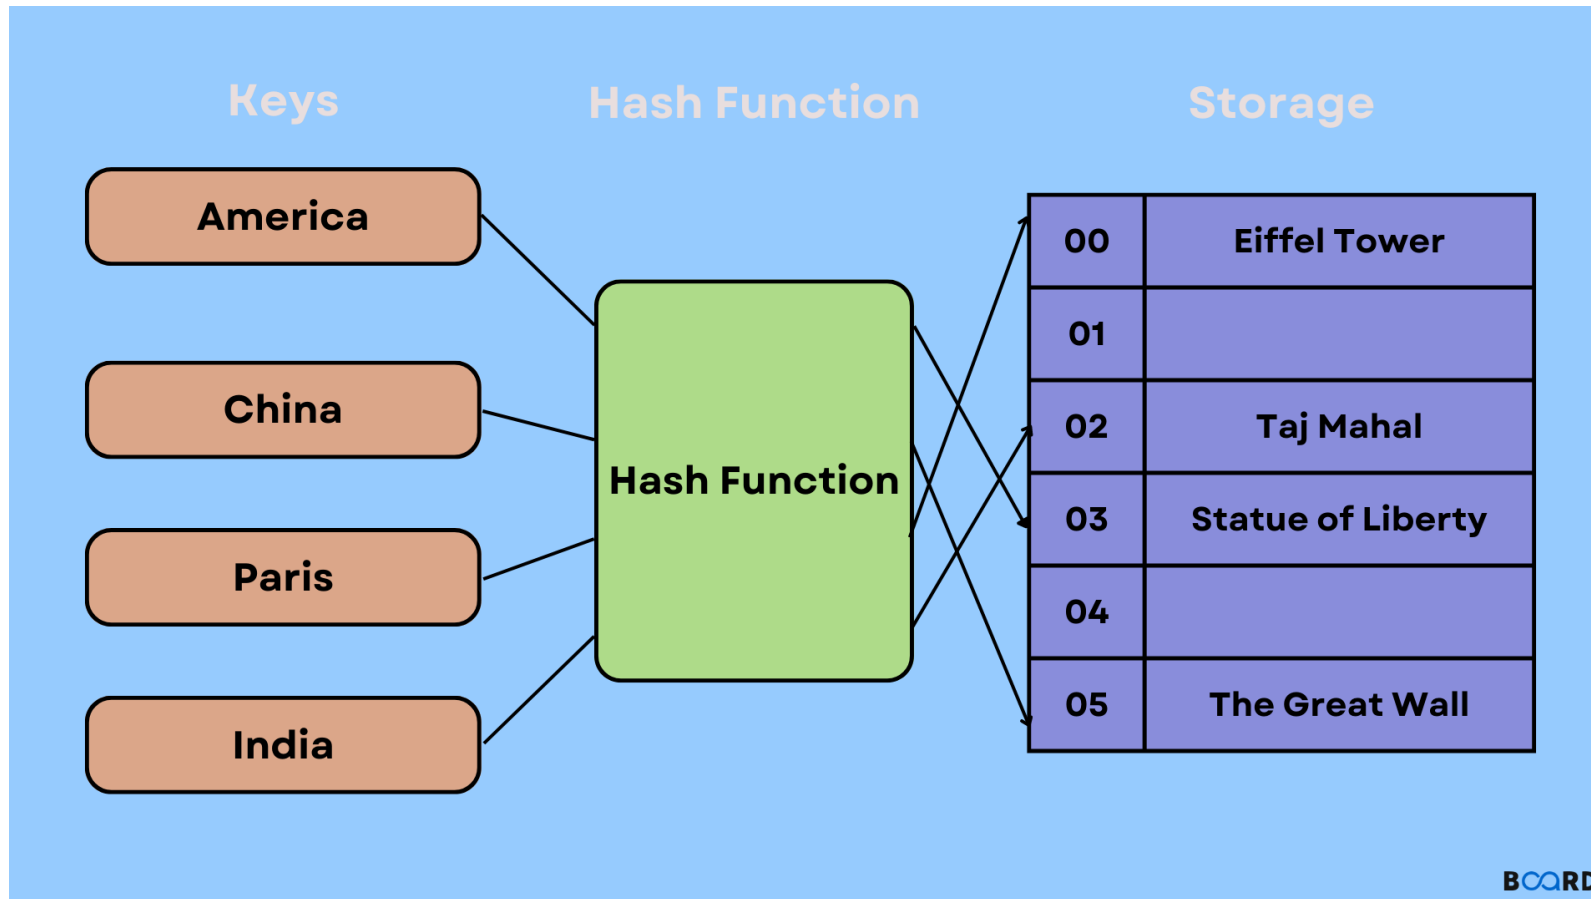 Keys
Hash Function
Storage
America
China
Paris
India
Hash Function
00 Eiffel Tower
01
02 Taj Mahal
03 Statue of Liberty
04
05 The Great Wall